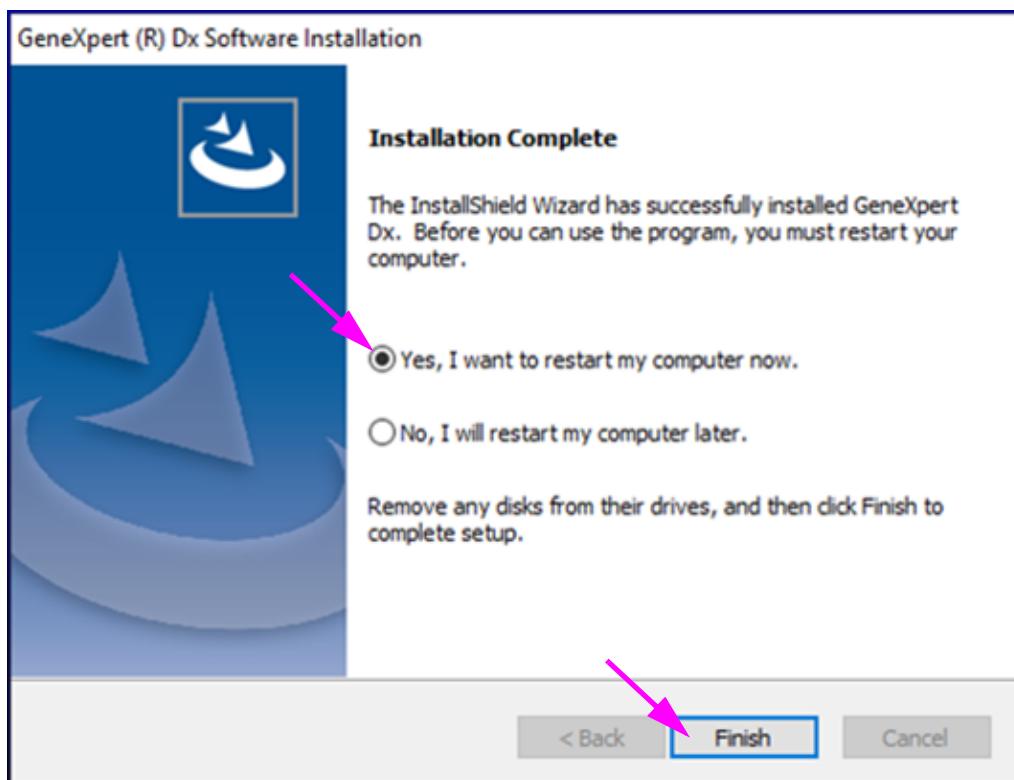 GeneXpert (R) Dx Software Installation
Installation Complete
The InstallShield Wizard has successfully installed GeneXpert
Dx.  Before you can use the program, you must restart your
computer.
Yes, I want to restart my computer now.
No, I will restart my computer later.
Remove any disks from their drives, and then click Finish to
complete setup.
< Back
Finish
Cancel